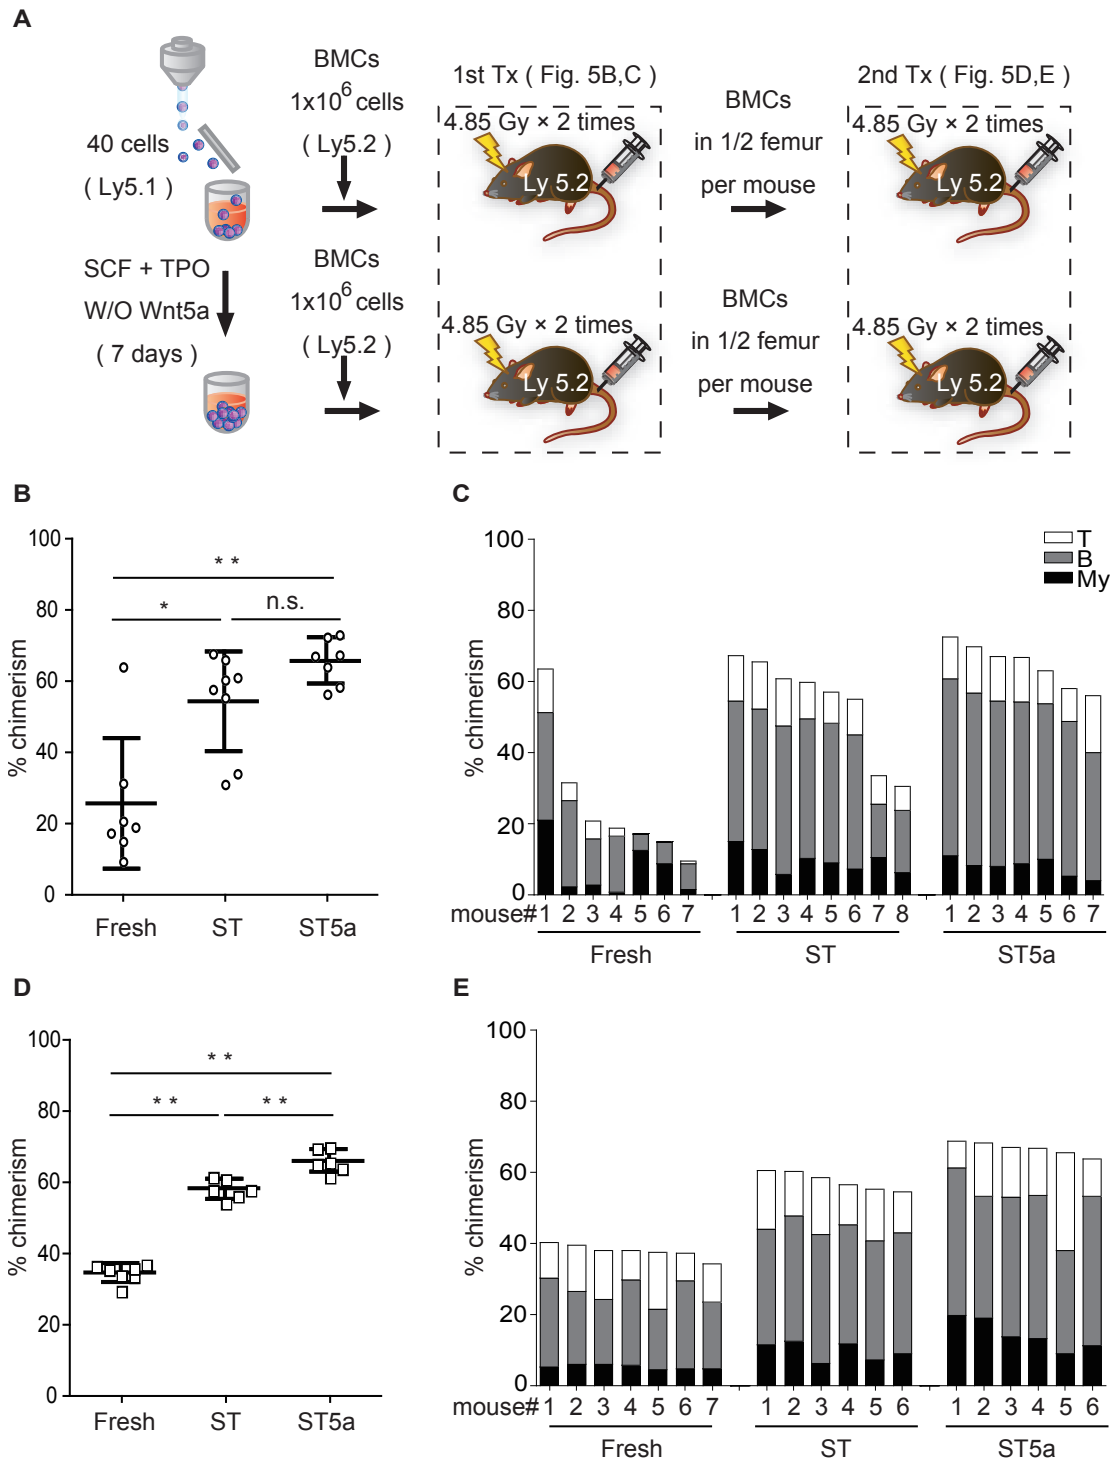 A
BMCs
1x10^6 cells
( Ly5.2 )
40 cells
( Ly5.1 )
1st Tx ( Fig. 5B,C )
2nd Tx ( Fig. 5D,E )
4.85 Gy × 2 times
Ly 5.2
BMCs
in 1/2 femur
per mouse
4.85 Gy × 2 times
Ly 5.2
SCF + TPO
W/O Wnt5a
( 7 days )
BMCs
1x10^6 cells
( Ly5.2 )
4.85 Gy × 2 times
Ly 5.2
BMCs
in 1/2 femur
per mouse
4.85 Gy × 2 times
Ly 5.2
B
% chimerism
100
80
60
40
20
0
* *
*
n.s.
Fresh ST ST5a
C
% chimerism
100
80
60
40
20
0
T
B
My
mouse# 1 2 3 4 5 6 7 1 2 3 4 5 6 7 8 1 2 3 4 5 6 7
Fresh ST ST5a
D
% chimerism
100
80
60
40
20
0
* *
* * * *
Fresh ST ST5a
E
% chimerism
100
80
60
40
20
0
mouse# 1 2 3 4 5 6 7 1 2 3 4 5 6 1 2 3 4 5 6
Fresh ST ST5a